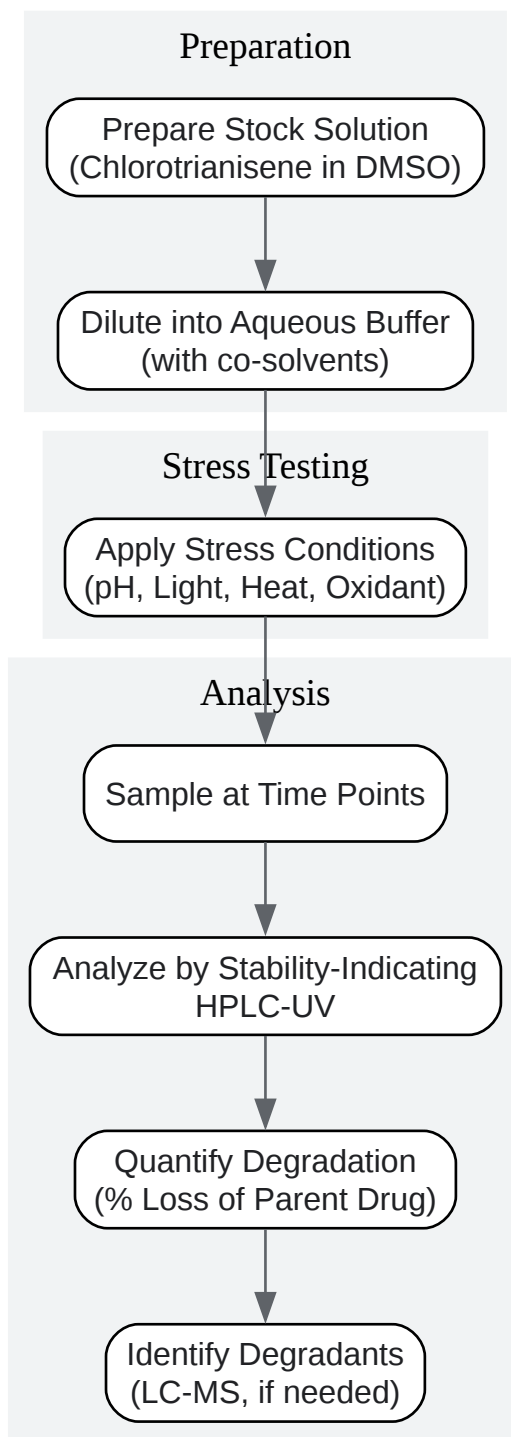 Preparation
Prepare Stock Solution
(Chlorotrianisene in DMSO)
Dilute into Aqueous Buffer
(with co-solvents)
Stress Testing
Apply Stress Conditions
(pH, Light, Heat, Oxidant)
Analysis
Sample at Time Points
Analyze by Stability-Indicating
HPLC-UV
Quantify Degradation
(% Loss of Parent Drug)
Identify Degradants
(LC-MS, if needed)